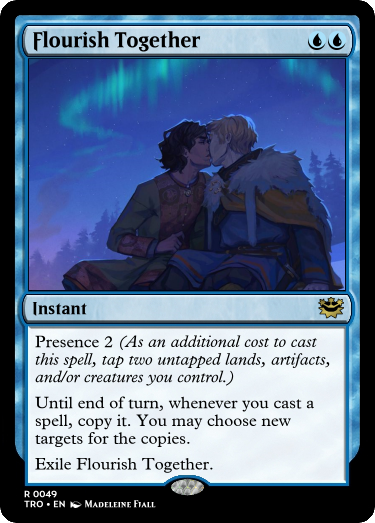 Flourish Together
Instant
Presence 2 (As an additional cost to cast
this spell, tap two untapped lands, artifacts,
and/or creatures you control.)
Until end of turn, whenever you cast a
spell, copy it. You may choose new
targets for the copies.
Exile Flourish Together.
R 0049
TRO • EN Madeleine Fiall